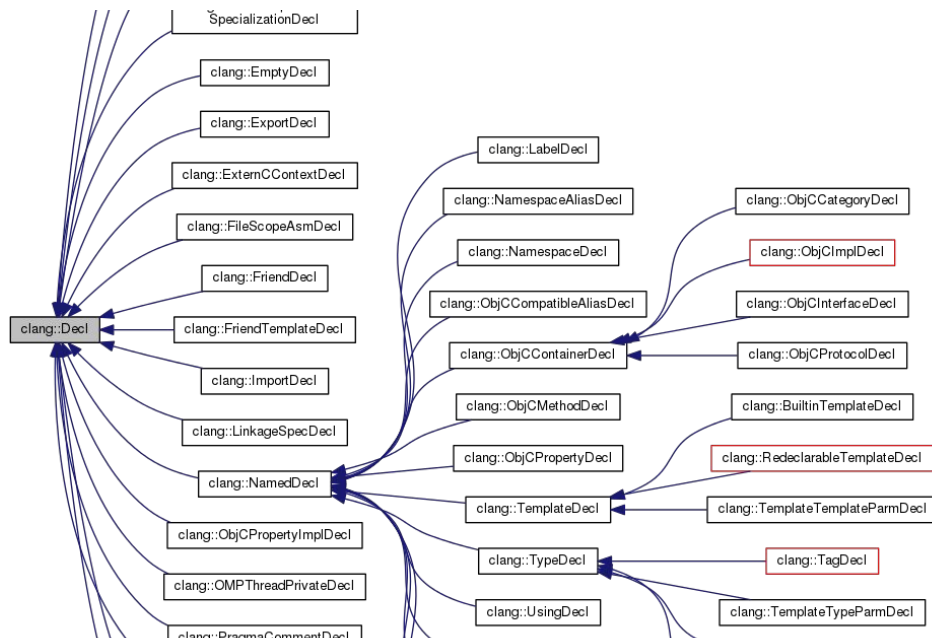 SpecializationDecl
clang::EmptyDecl
clang::ExportDecl
clang::ExternCContextDecl
clang::FileScopeAsmDecl
clang::FriendDecl
clang::Decl
clang::FriendTemplateDecl
clang::ImportDecl
clang::LinkageSpecDecl
clang::NamedDecl
clang::ObjCPropertyImplDecl
clang::OMPThreadPrivateDecl
clang::PragmaCommentDecl
clang::LabelDecl
clang::NamespaceAliasDecl
clang::NamespaceDecl
clang::ObjCCompatibleAliasDecl
clang::ObjCContainerDecl
clang::ObjCMethodDecl
clang::ObjCPropertyDecl
clang::TemplateDecl
clang::TypeDecl
clang::UsingDecl
clang::ObjCCategoryDecl
clang::ObjCImplDecl
clang::ObjCInterfaceDecl
clang::ObjCProtocolDecl
clang::BuiltinTemplateDecl
clang::RedeclarableTemplateDecl
clang::TemplateTemplateParmDecl
clang::TagDecl
clang::TemplateTypeParmDecl